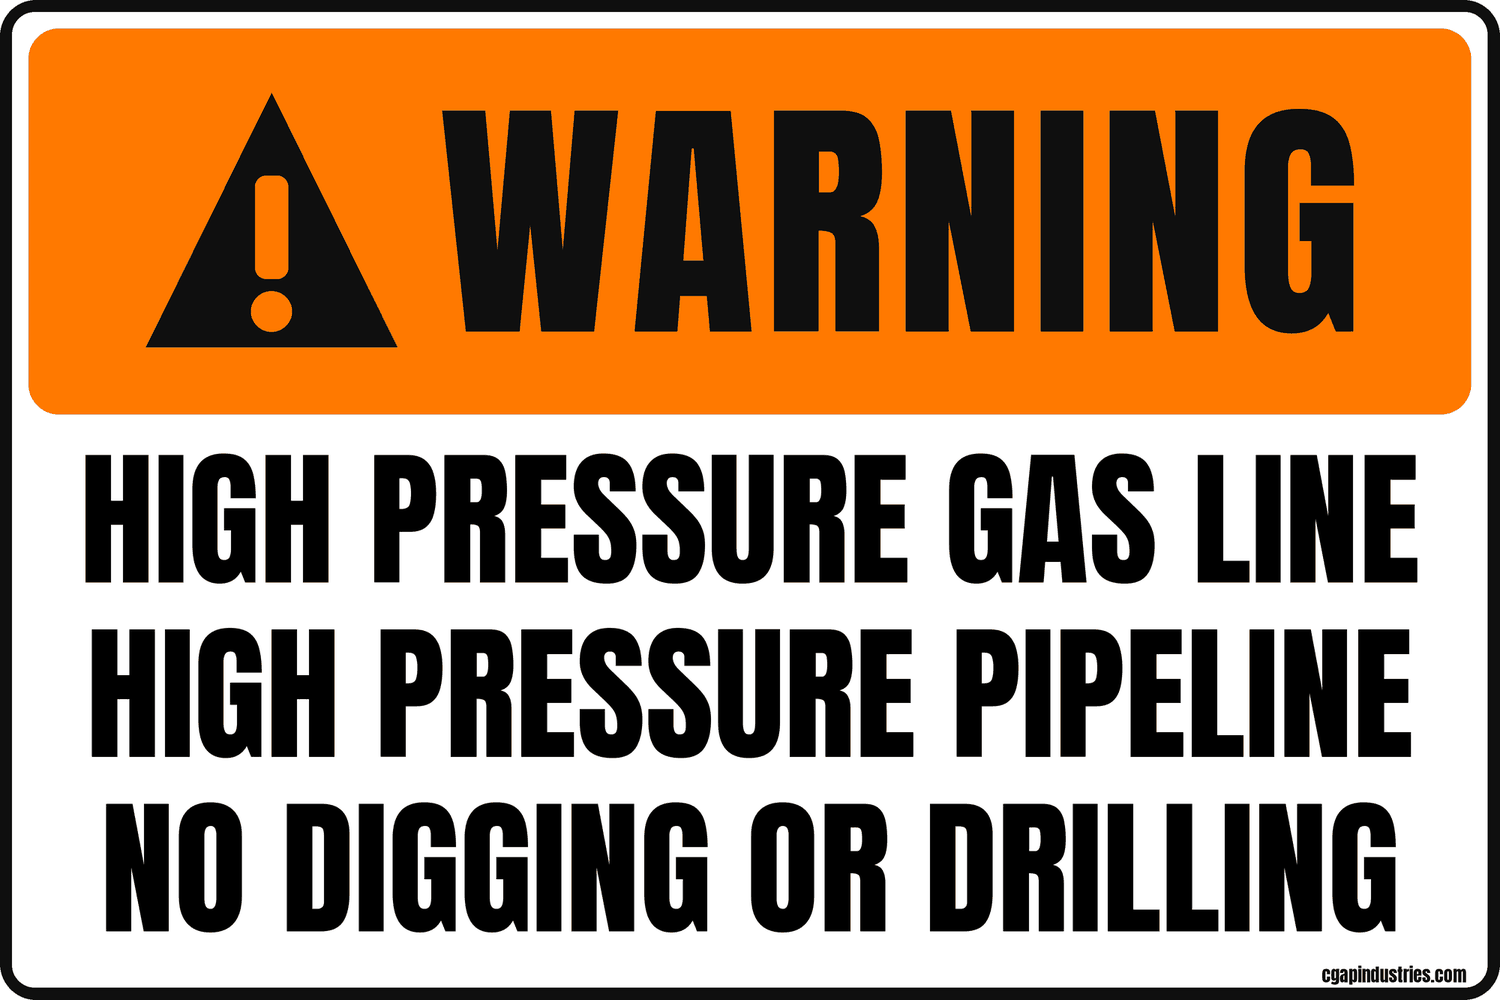 WARNING
HIGH PRESSURE GAS LINE
HIGH PRESSURE PIPELINE
NO DIGGING OR DRILLING
cgapindustries.com